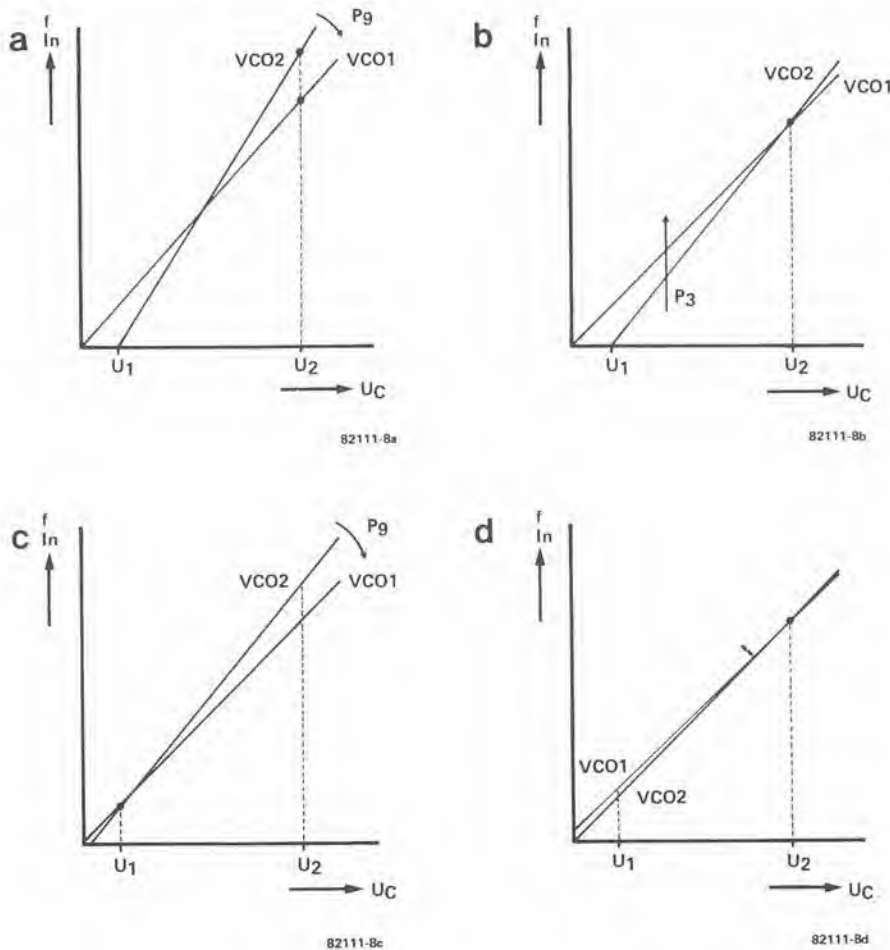 a
f
In
P9
VCO2
VCO1
U1
U2
UC
82111-8a
b
f
In
VCO2
VCO1
P3
U1
U2
UC
82111-8b
c
f
In
P9
VCO2
VCO1
U1
U2
UC
82111-8c
d
f
In
VCO1
VCO2
U1
U2
UC
82111-8d